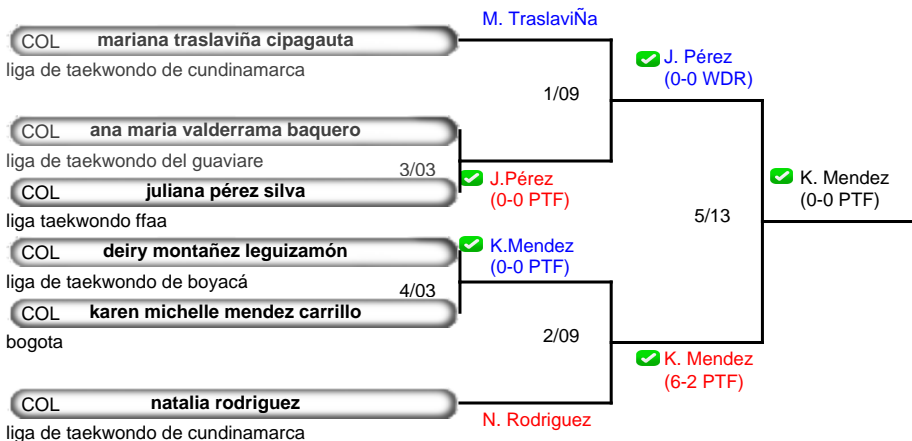 M. TraslaviÑa
COL mariana traslaviña cipagauta
liga de taekwondo de cundinamarca
J. Pérez
(0-0 WDR)
1/09
COL ana maria valderrama baquero
liga de taekwondo del guaviare
3/03
COL juliana pérez silva
liga taekwondo ffaa
J.Pérez
(0-0 PTF)
K. Mendez
(0-0 PTF)
5/13
COL deiry montañez leguizamón
liga de taekwondo de boyacá
K.Mendez
(0-0 PTF)
4/03
COL karen michelle mendez carrillo
bogota
2/09
K. Mendez
(6-2 PTF)
COL natalia rodriguez
liga de taekwondo de cundinamarca
N. Rodriguez